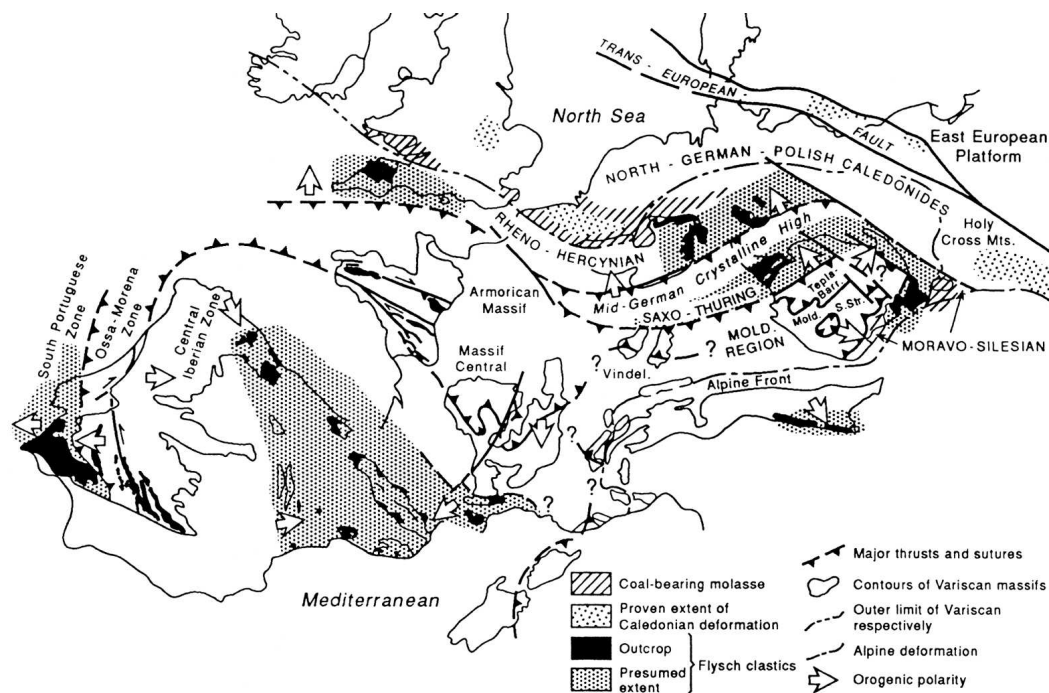 TRANS - EUROPEAN -
FAULT
North Sea
East European
Platform
NORTH - GERMAN - POLISH CALEDONIDES
Holy
Cross Mts.
RHENO - HERCYNIAN
Mid-German Crystalline High
SAXO - THURING.
Tepla
Barr.
Mold.
S.Str.
MOLD.
REGION
?
?
?
MORAVO-SILESIAN
Armorican
Massif
Massif
Central
Vindel.
Alpine Front
South Portuguese
Zone
Ossa-Morena
Zone
Central
Iberian Zone
?
?
?
Mediterranean
Coal-bearing molasse
Proven extent of
Caledonian deformation
Outcrop
Presumed
extent
Flysch clastics
Major thrusts and sutures
Contours of Variscan massifs
Outer limit of Variscan
respectively
Alpine deformation
Orogenic polarity